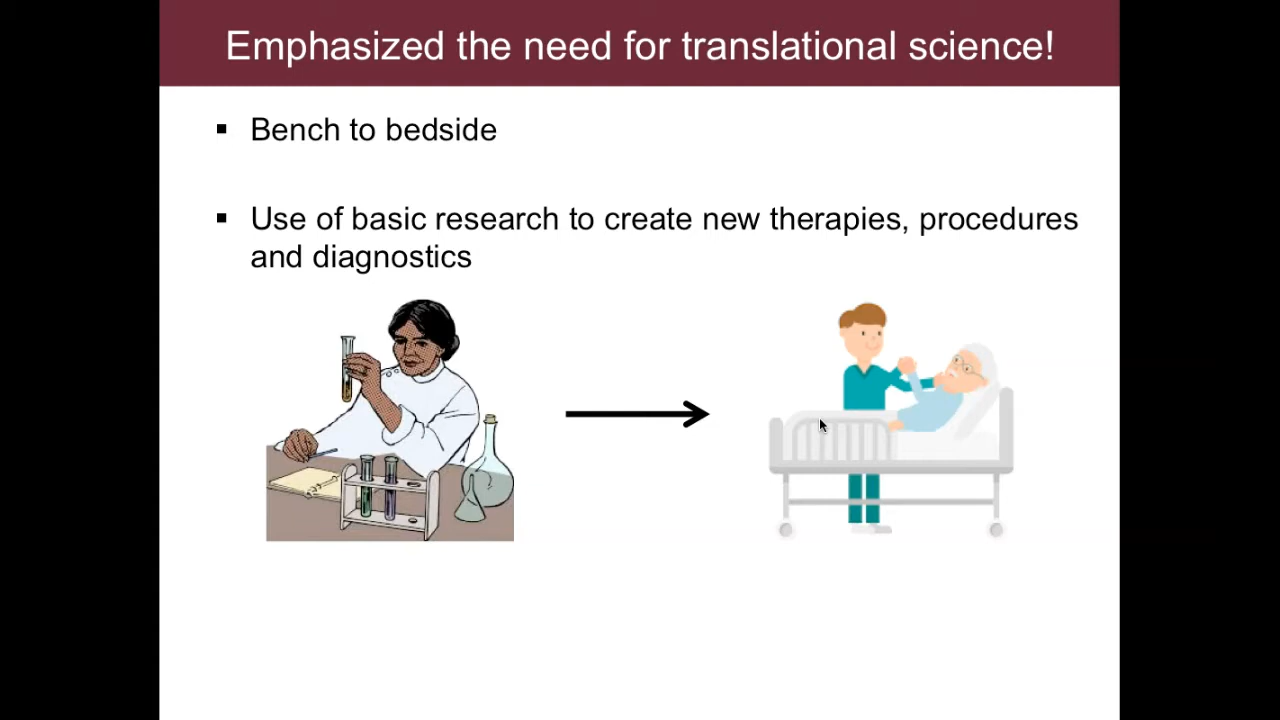 Emphasized the need for translational science!
▪ Bench to bedside
▪ Use of basic research to create new therapies, procedures
and diagnostics